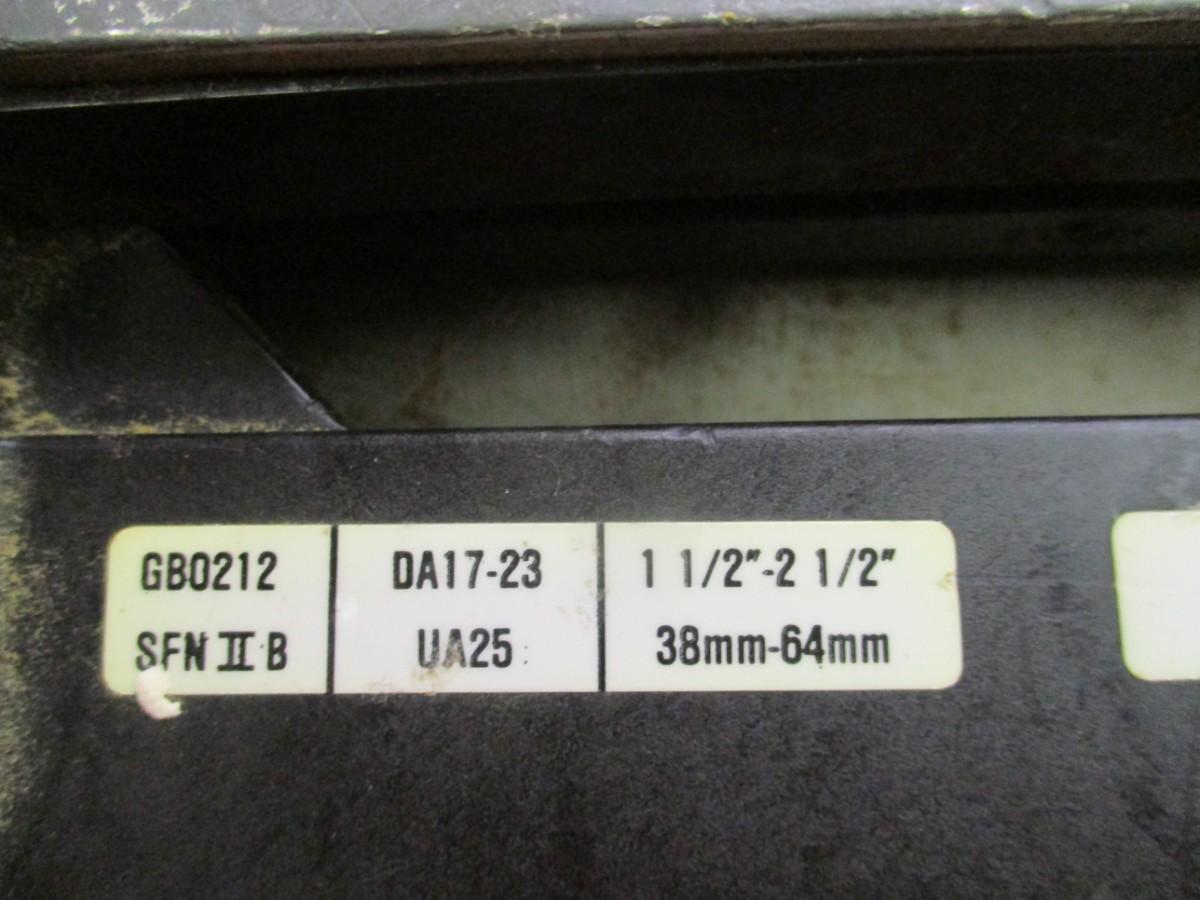 GB0212 DA17-23 1 1/2"-2 1/2"
SFN II B UA25 38mm-64mm